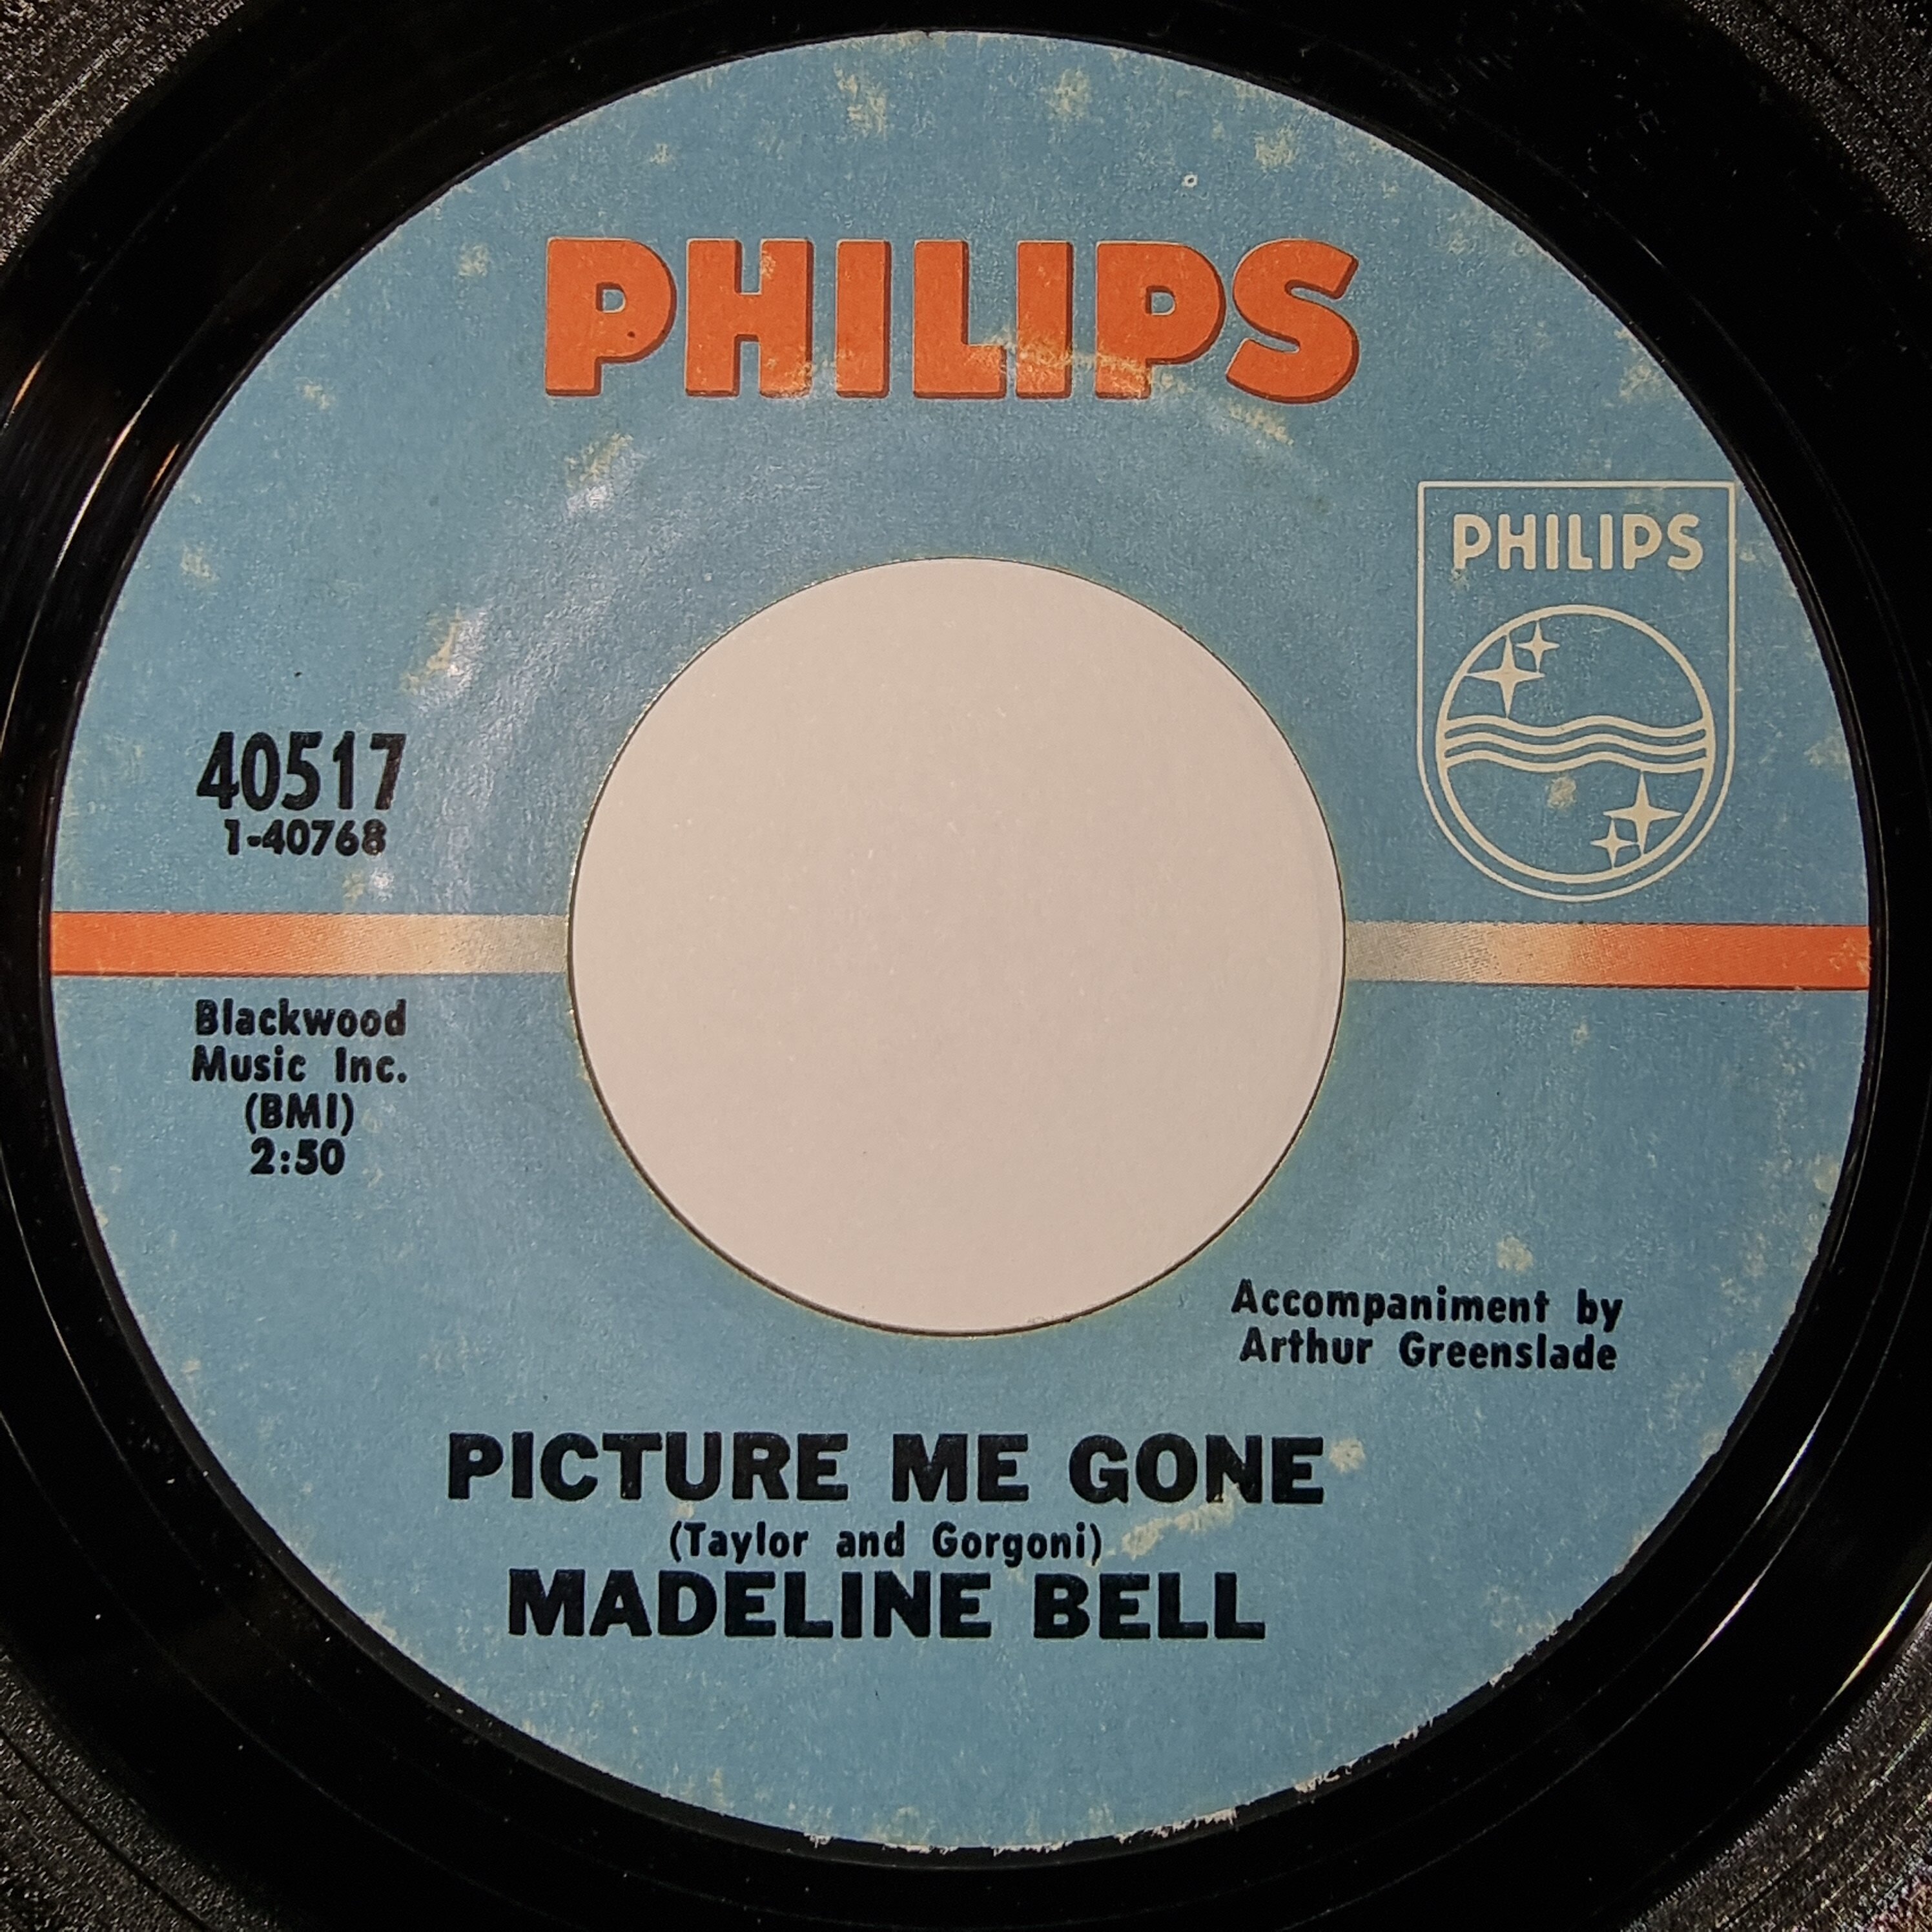 PHILIPS
PHILIPS
40517
1-40768
Blackwood
Music Inc.
(BMI)
2:50
Accompaniment by
Arthur Greenslade
PICTURE ME GONE
(Taylor and Gorgoni)
MADELINE BELL